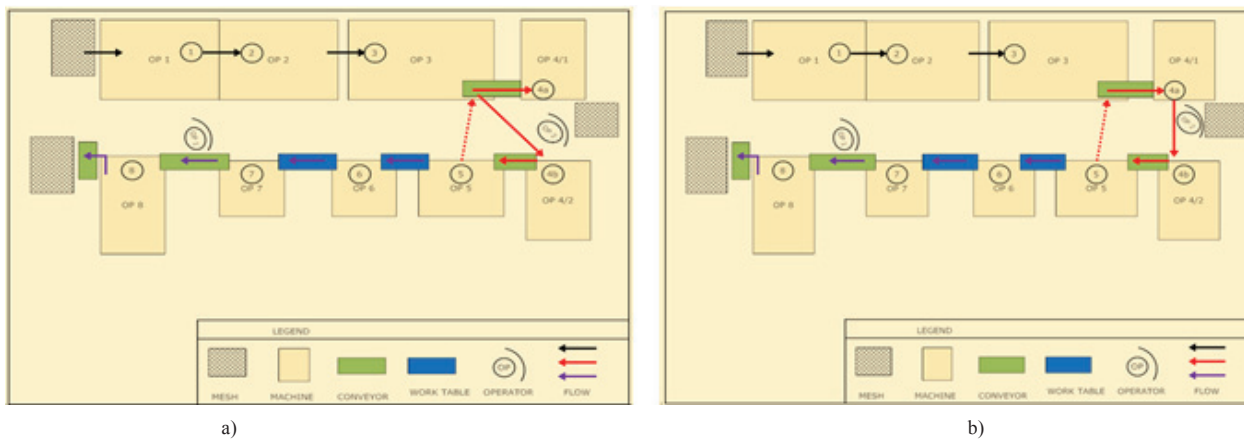 1 2 3
OP 1 OP 2 OP 3 OP 4/1
4a
8 7 6 5 4b
OP 7 OP 6 OP 5
OP 8 OP 4/2
LEGEND
OP
MESH MACHINE CONVEYOR WORK TABLE OPERATOR FLOW
a)
1 2 3
OP 1 OP 2 OP 3 OP 4/1
4a
8 7 6 5 4b
OP 7 OP 6 OP 5
OP 8 OP 4/2
LEGEND
OP
MESH MACHINE CONVEYOR WORK TABLE OPERATOR FLOW
b)